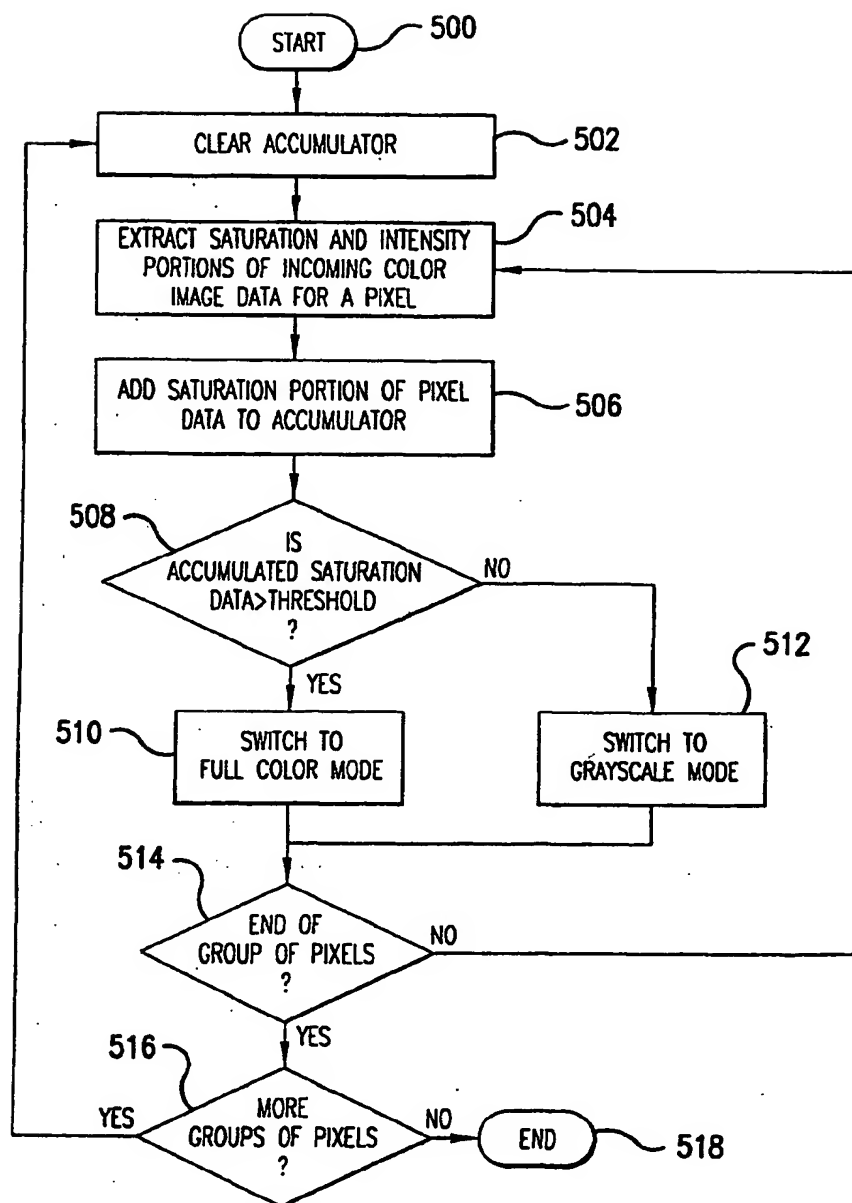 START
500
CLEAR ACCUMULATOR
502
EXTRACT SATURATION AND INTENSITY
PORTIONS OF INCOMING COLOR
IMAGE DATA FOR A PIXEL
504
ADD SATURATION PORTION OF PIXEL
DATA TO ACCUMULATOR
506
508
IS
ACCUMULATED SATURATION
DATA>THRESHOLD
?
NO
YES
510
SWITCH TO
FULL COLOR MODE
512
SWITCH TO
GRAYSCALE MODE
514
END OF
GROUP OF PIXELS
?
NO
YES
516
YES
MORE
GROUPS OF PIXELS
?
NO
END
518